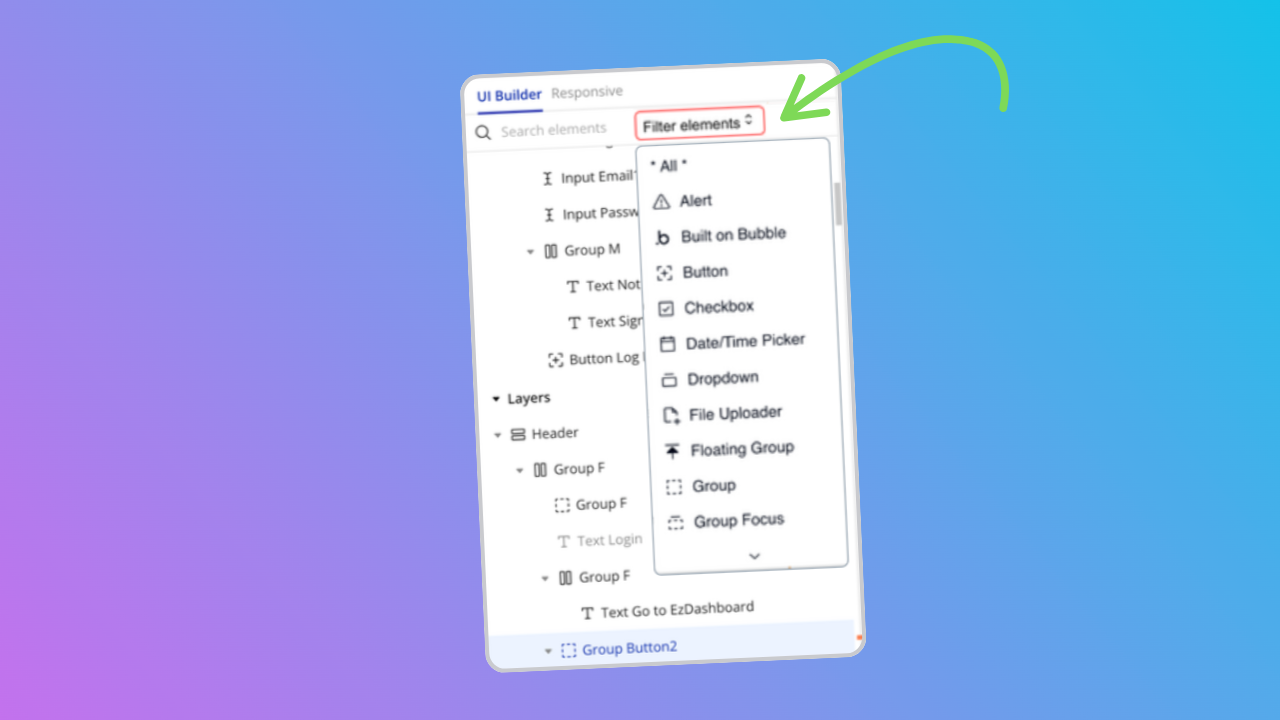 UI Builder Responsive
Search elements
Filter elements
Input Email
Input Passw
Group M
Text Not
Text Sigr
Button Log
Layers
Header
Group F
Group F
Text Login
Group F
Text Go to EzDashboard
Group Button2
* All *
Alert
Built on Bubble
Button
Checkbox
Date/Time Picker
Dropdown
File Uploader
Floating Group
Group
Group Focus